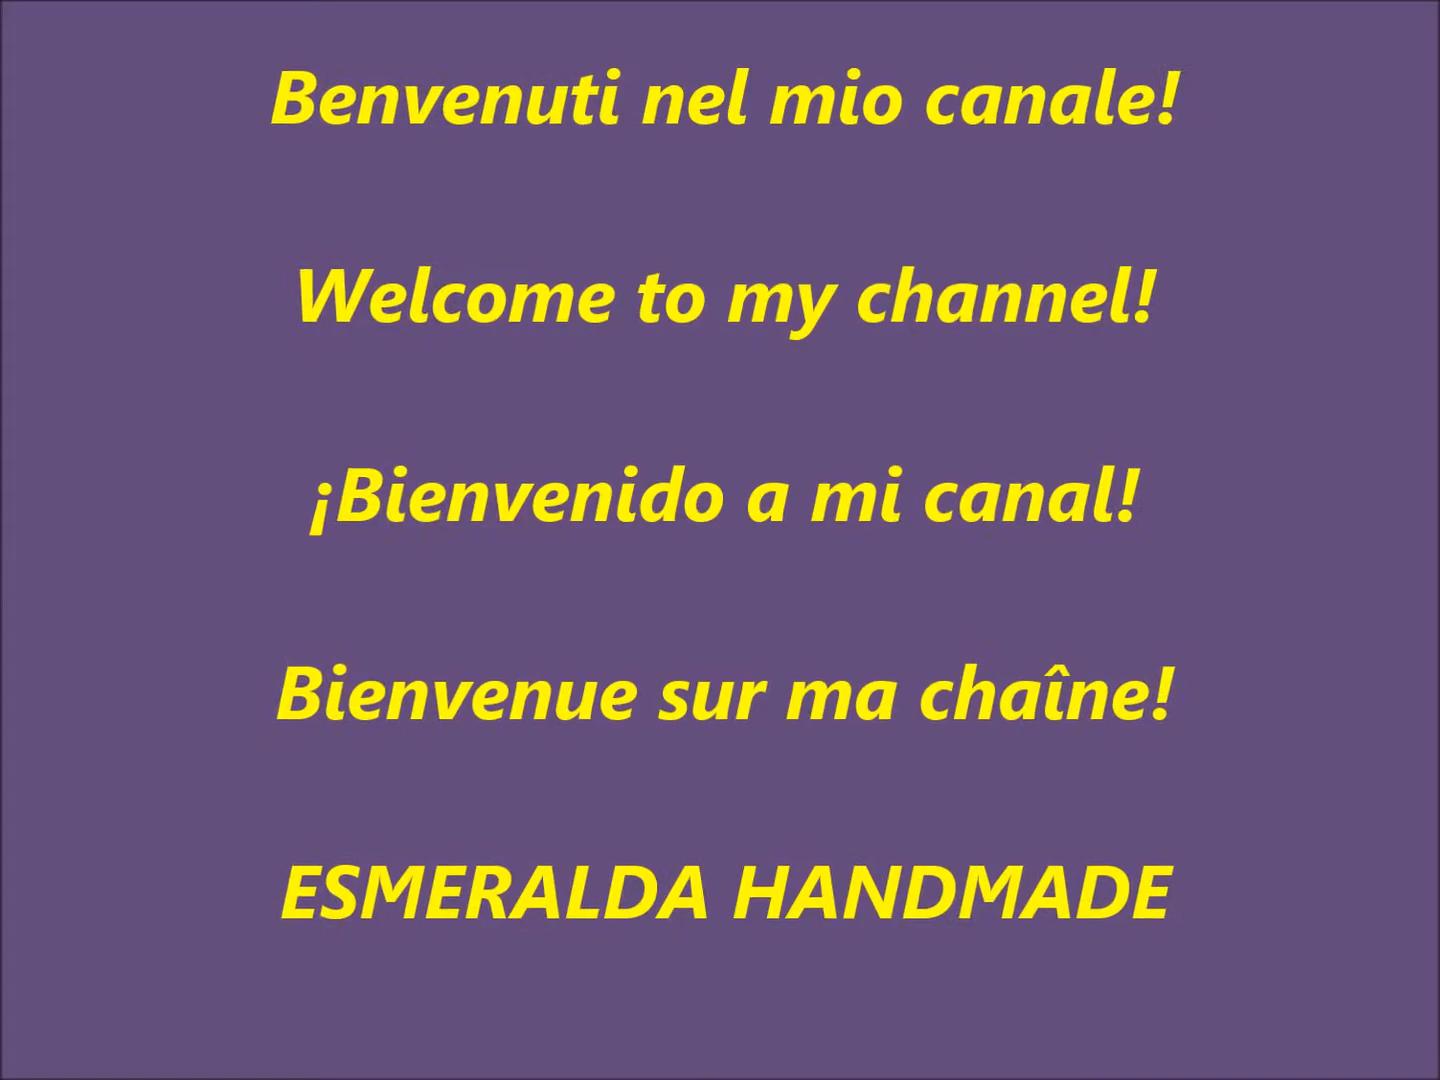 Benvenuti nel mio canale!
Welcome to my channel!
¡Bienvenido a mi canal!
Bienvenue sur ma chaîne!
ESMERALDA HANDMADE